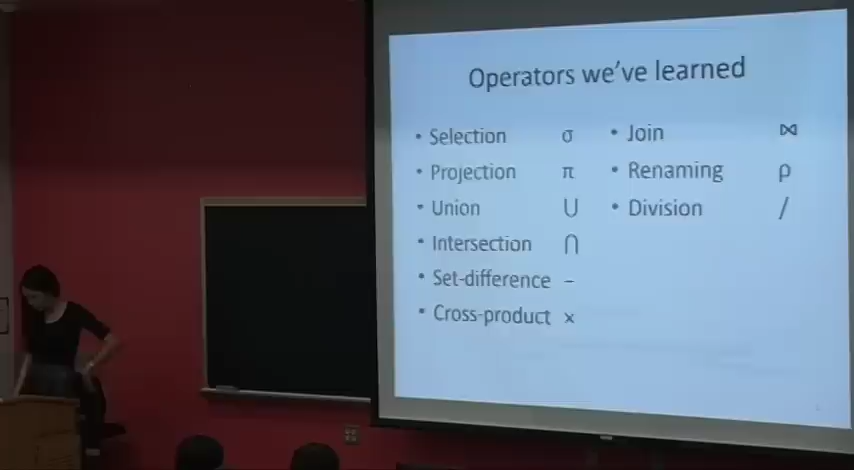 Operators we've learned
• Selection σ
• Projection π
• Union ∪
• Intersection ∩
• Set-difference −
• Cross-product ×
• Join ⋈
• Renaming ρ
• Division /